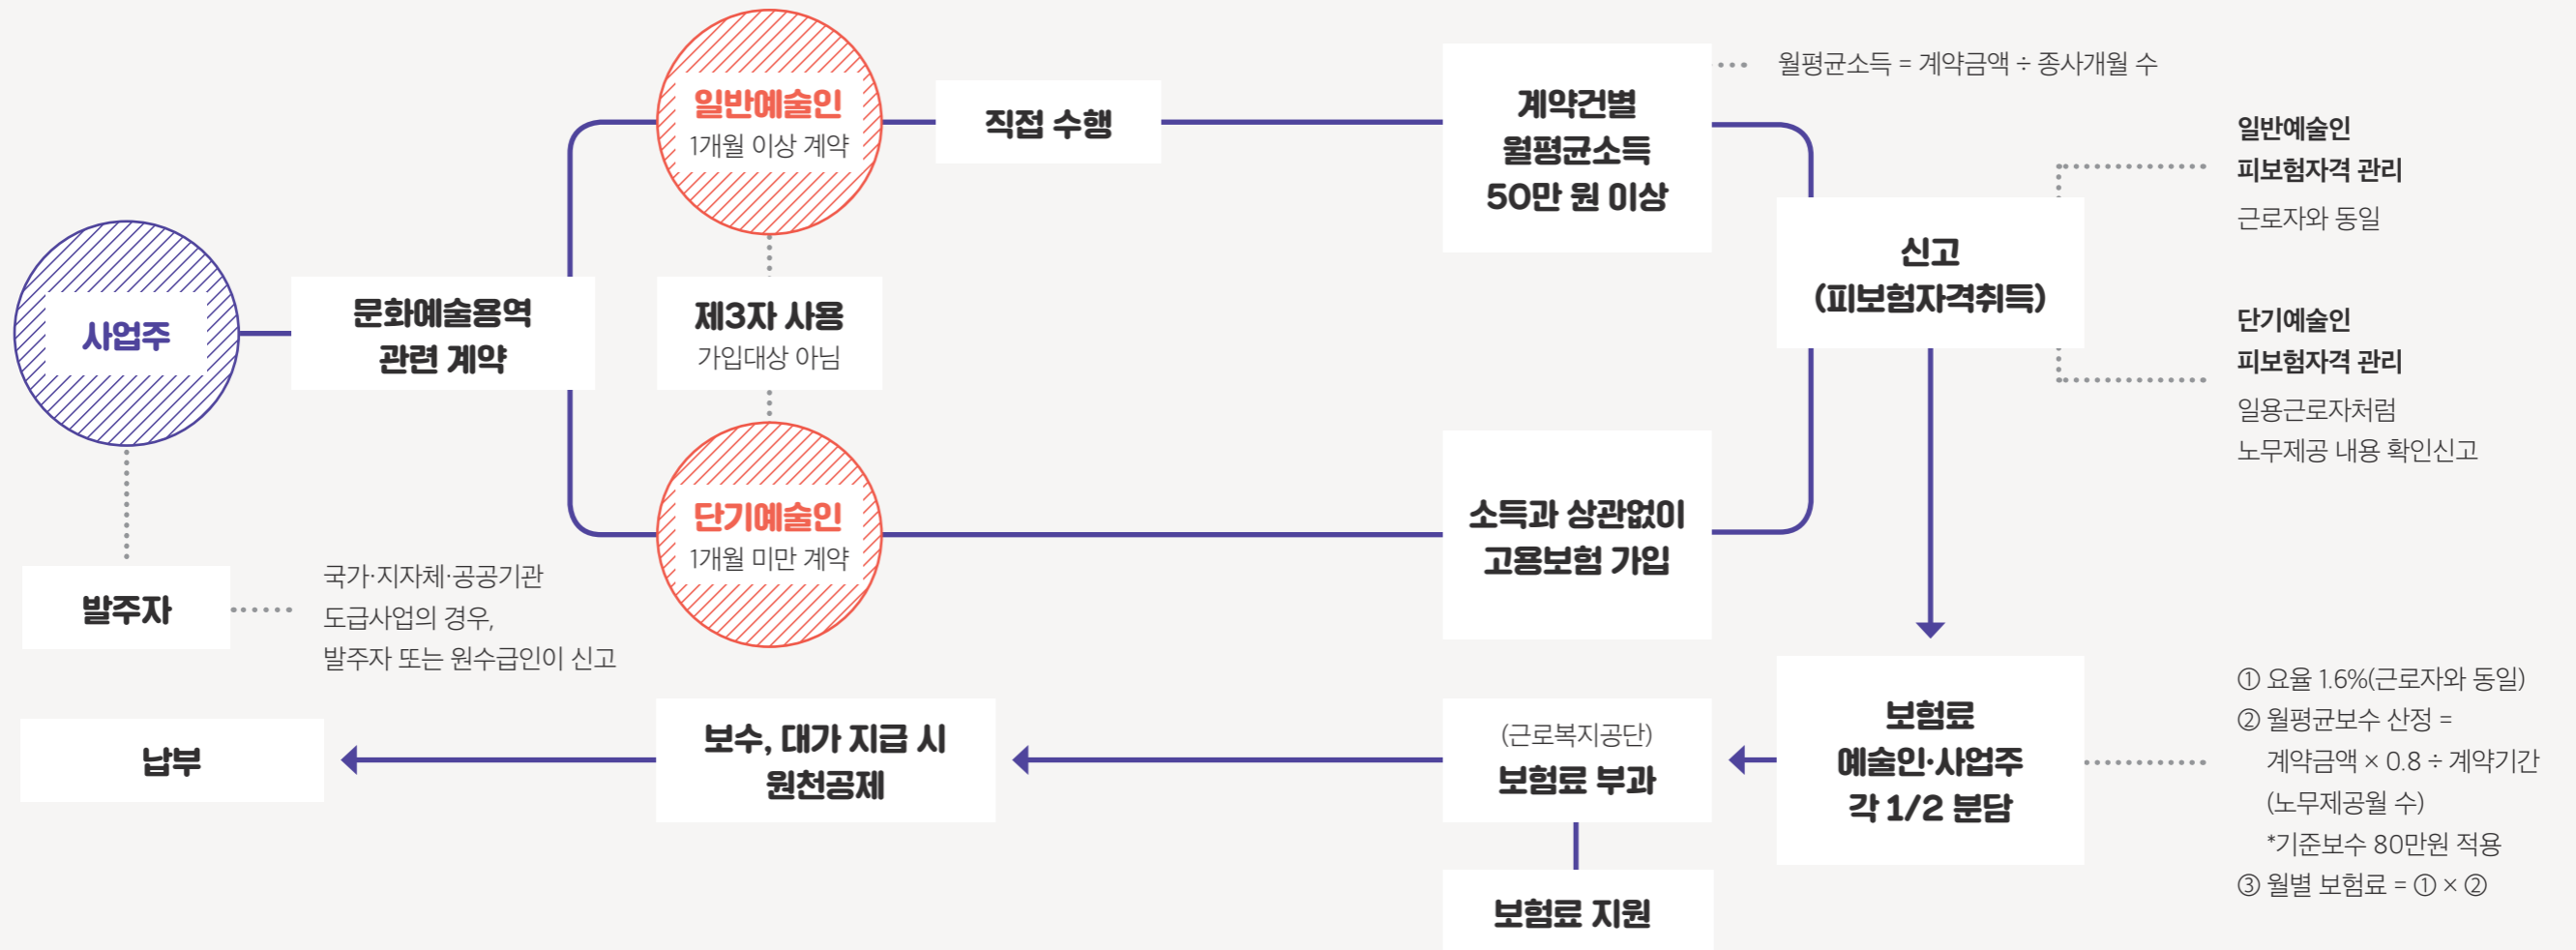 사업주
발주자
국가·지자체·공공기관
도급사업의 경우,
발주자 또는 원수급인이 신고
문화예술용역
관련 계약
일반예술인
1개월 이상 계약
제3자 사용
가입대상 아님
단기예술인
1개월 미만 계약
직접 수행
계약건별
월평균소득
50만 원 이상
월평균소득 = 계약금액 ÷ 종사개월 수
소득과 상관없이
고용보험 가입
신고
(피보험자격취득)
일반예술인
피보험자격 관리
근로자와 동일
단기예술인
피보험자격 관리
일용근로자처럼
노무제공 내용 확인신고
보험료
예술인·사업주
각 1/2 분담
① 요율 1.6%(근로자와 동일)
② 월평균보수 산정 =
계약금액 × 0.8 ÷ 계약기간
(노무제공월 수)
*기준보수 80만원 적용
③ 월별 보험료 = ① × ②
(근로복지공단)
보험료 부과
보험료 지원
보수, 대가 지급 시
원천공제
납부